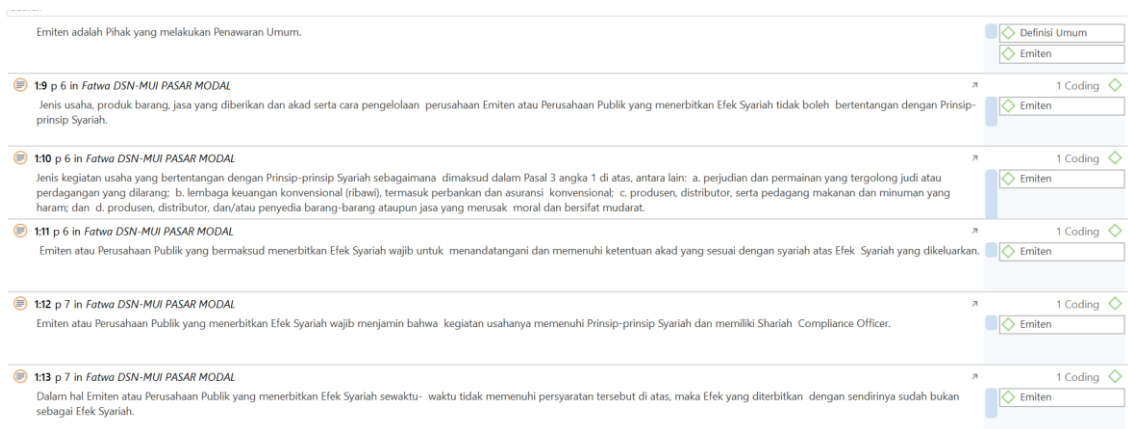 Emiten adalah Pihak yang melakukan Penawaran Umum.
Definisi Umum
Emiten
1:9 p 6 in Fatwa DSN-MUI PASAR MODAL
1 Coding
Jenis usaha, produk barang, jasa yang diberikan dan akad serta cara pengelolaan perusahaan Emiten atau Perusahaan Publik yang menerbitkan Efek Syariah tidak boleh bertentangan dengan Prinsip-
prinsip Syariah.
Emiten
1:10 p 6 in Fatwa DSN-MUI PASAR MODAL
1 Coding
Jenis kegiatan usaha yang bertentangan dengan Prinsip-prinsip Syariah sebagaimana dimaksud dalam Pasal 3 angka 1 di atas, antara lain: a. perjudian dan permainan yang tergolong judi atau
perdagangan yang dilarang; b. lembaga keuangan konvensional (ribawi), termasuk perbankan dan asuransi konvensional; c. produsen, distributor, serta pedagang makanan dan minuman yang
haram; dan d. produsen, distributor, dan/atau penyedia barang-barang ataupun jasa yang merusak moral dan bersifat mudarat.
Emiten
1:11 p 6 in Fatwa DSN-MUI PASAR MODAL
1 Coding
Emiten atau Perusahaan Publik yang bermaksud menerbitkan Efek Syariah wajib untuk menandatangani dan memenuhi ketentuan akad yang sesuai dengan syariah atas Efek Syariah yang dikeluarkan.
Emiten
1:12 p 7 in Fatwa DSN-MUI PASAR MODAL
1 Coding
Emiten atau Perusahaan Publik yang menerbitkan Efek Syariah wajib menjamin bahwa kegiatan usahanya memenuhi Prinsip-prinsip Syariah dan memiliki Shariah Compliance Officer.
Emiten
1:13 p 7 in Fatwa DSN-MUI PASAR MODAL
1 Coding
Dalam hal Emiten atau Perusahaan Publik yang menerbitkan Efek Syariah sewaktu- waktu tidak memenuhi persyaratan tersebut di atas, maka Efek yang diterbitkan dengan sendirinya sudah bukan
sebagai Efek Syariah.
Emiten